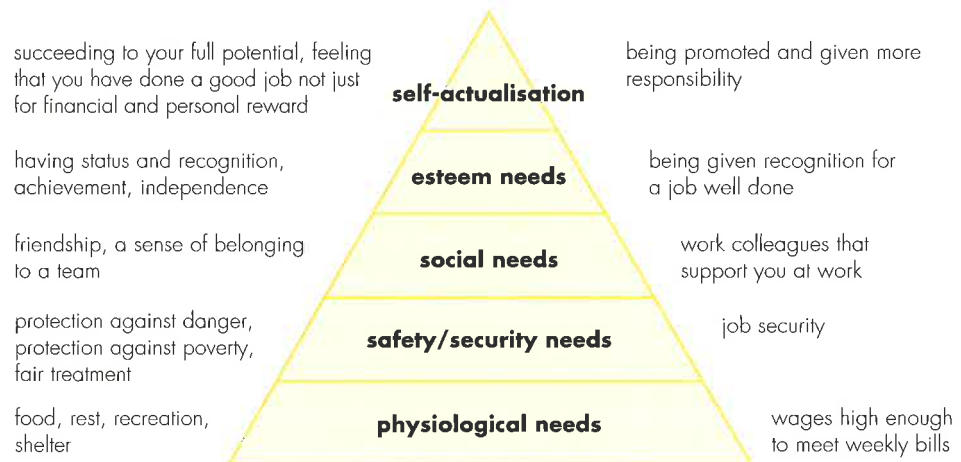 succeeding to your full potential, feeling
that you have done a good job not just
for financial and personal reward
self-actualisation
being promoted and given more
responsibility
having status and recognition,
achievement, independence
esteem needs
being given recognition for
a job well done
friendship, a sense of belonging
to a team
social needs
work colleagues that
support you at work
protection against danger,
protection against poverty,
fair treatment
safety/security needs
job security
food, rest, recreation,
shelter
physiological needs
wages high enough
to meet weekly bills